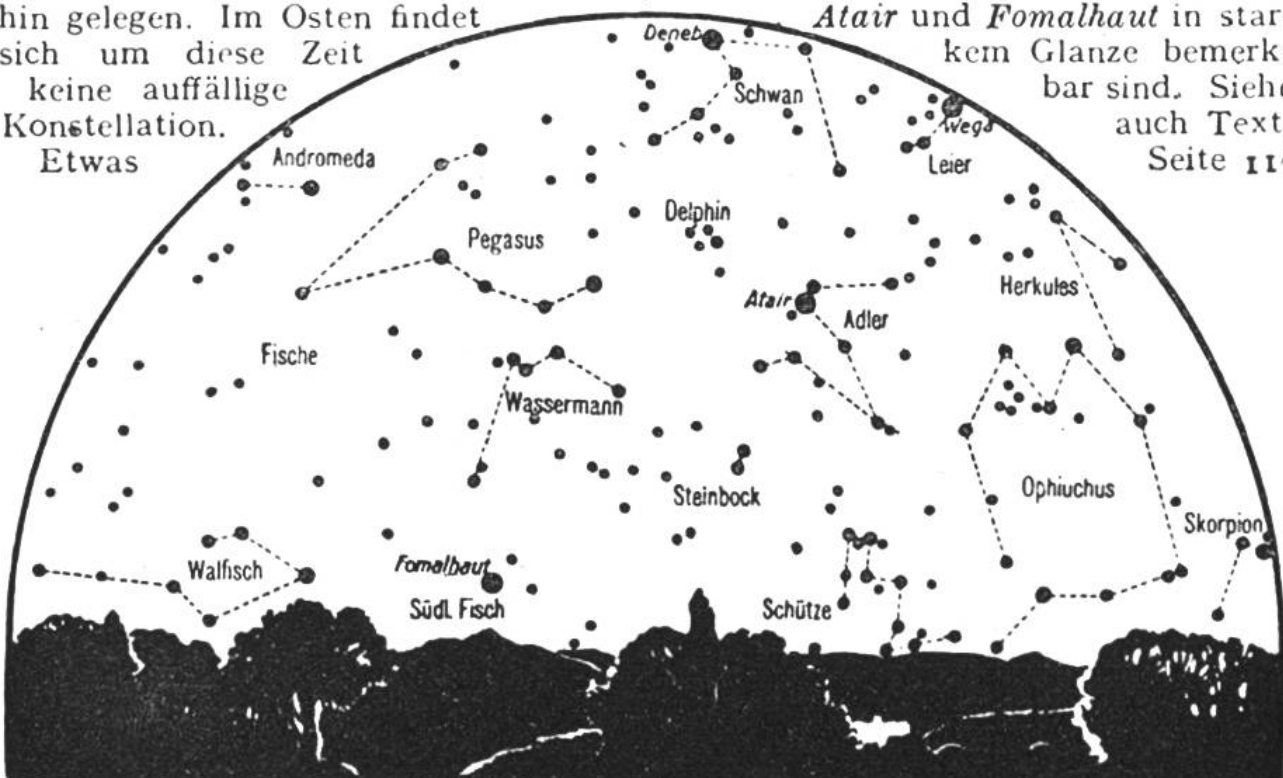 hin gelegen. Im Osten findet
sich um diese Zeit
keine auffällige
Konstellation.
Etwas
Atair und Fomalhaut in star-
kem Glanze bemerk-
bar sind. Siehe
auch Text
Seite
Deneb
Schwan
Wega
Leier
Andromeda
Delphin
Pegasus
Herkules
Atair
Adler
Fische
Wassermann
Steinbock
Ophiuchus
Skorpion
Walfisch
Fomalhaut
Südl. Fisch
Schütze